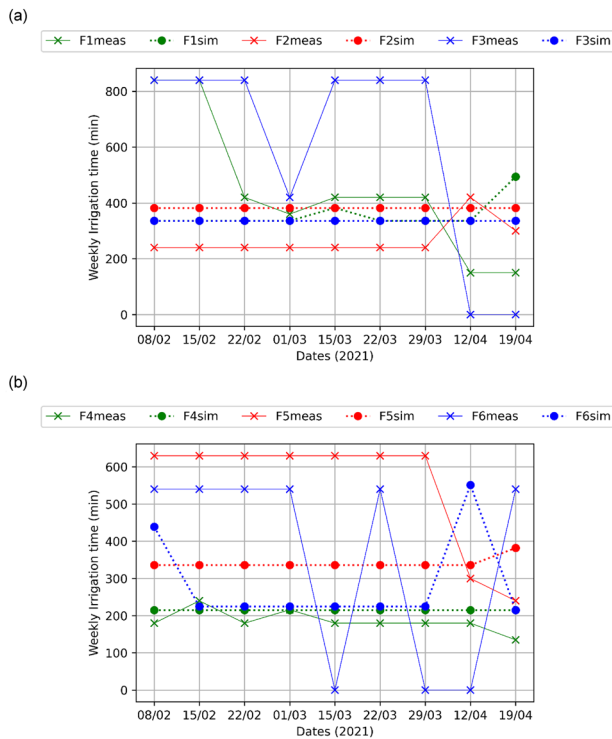 (a)
F1meas F1sim F2meas F2sim F3meas F3sim
800
600
400
200
0
Weekly Irrigation time (min)
08/02 15/02 22/02 01/03 15/03 22/03 29/03 12/04 19/04
Dates (2021)
(b)
F4meas F4sim F5meas F5sim F6meas F6sim
600
500
400
300
200
100
0
Weekly Irrigation time (min)
08/02 15/02 22/02 01/03 15/03 22/03 29/03 12/04 19/04
Dates (2021)